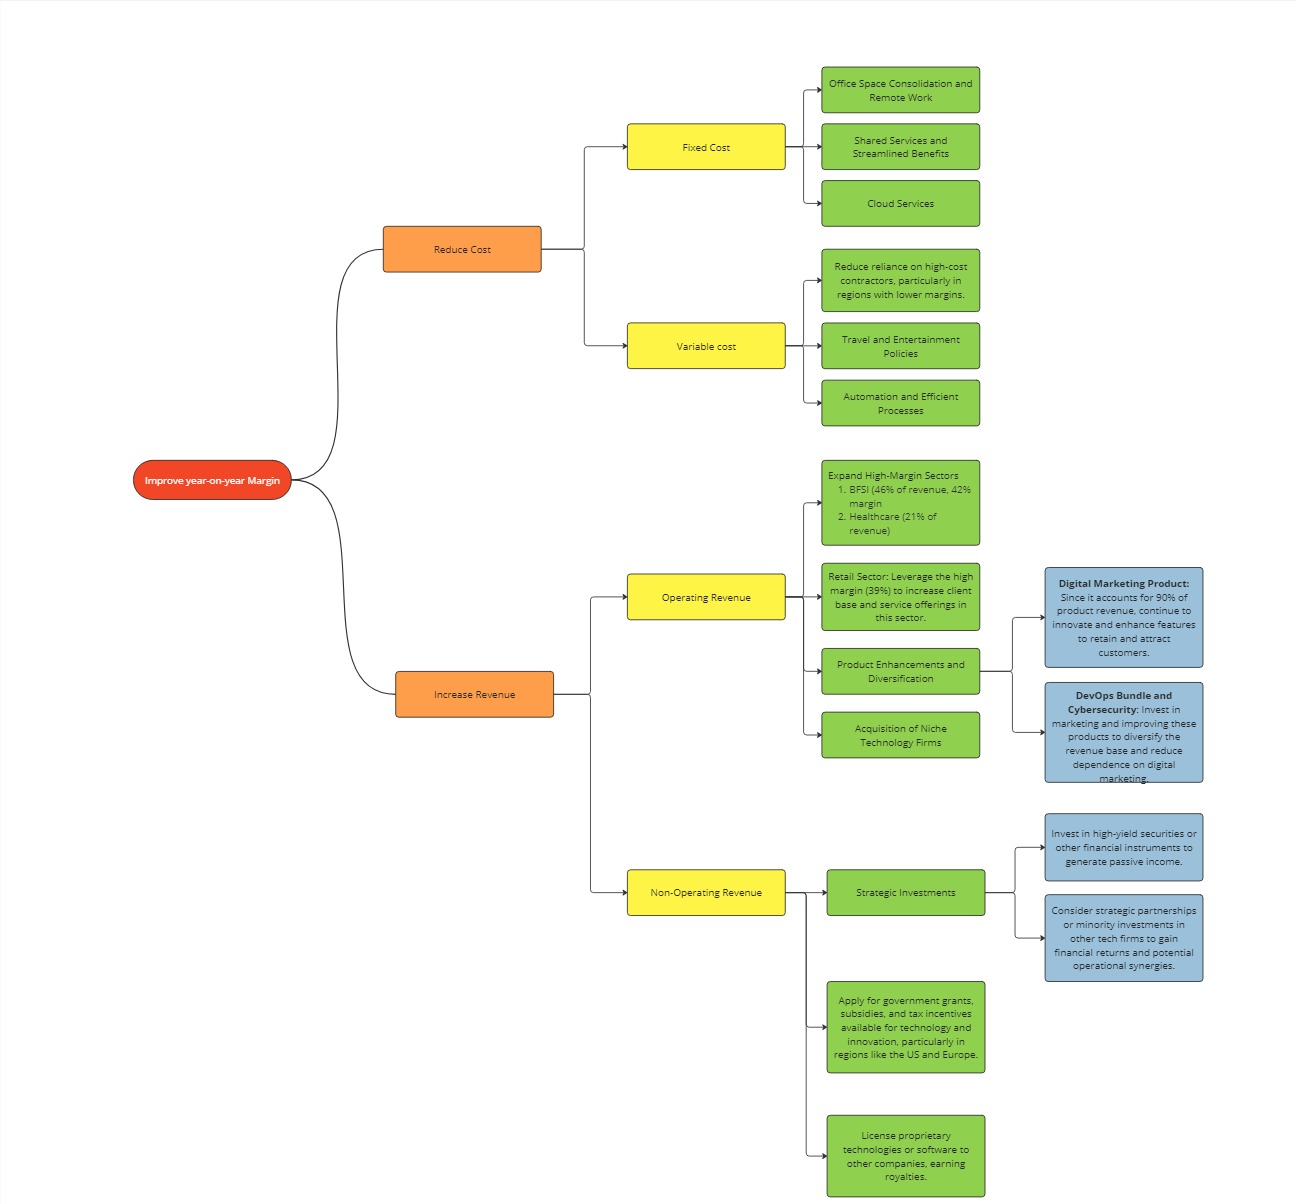 Improve year-on-year Margin
Reduce Cost
Fixed Cost
Office Space Consolidation and
Remote Work
Shared Services and
Streamlined Benefits
Cloud Services
Variable cost
Reduce reliance on high-cost
contractors, particularly in
regions with lower margins.
Travel and Entertainment
Policies
Automation and Efficient
Processes
Increase Revenue
Operating Revenue
Expand High-Margin Sectors
1. BFSI (46% of revenue, 42%
margin
2. Healthcare (21% of
revenue)
Retail Sector: Leverage the high
margin (39%) to increase client
base and service offerings in
this sector.
Product Enhancements and
Diversification
Digital Marketing Product:
Since it accounts for 90% of
product revenue, continue to
innovate and enhance features
to retain and attract
customers.
DevOps Bundle and
Cybersecurity: Invest in
marketing and improving these
products to diversify the
revenue base and reduce
dependence on digital
marketing.
Acquisition of Niche
Technology Firms
Non-Operating Revenue
Strategic Investments
Invest in high-yield securities or
other financial instruments to
generate passive income.
Consider strategic partnerships
or minority investments in
other tech firms to gain
financial returns and potential
operational synergies.
Apply for government grants,
subsidies, and tax incentives
available for technology and
innovation, particularly in
regions like the US and Europe.
License proprietary
technologies or software to
other companies, earning
royalties.